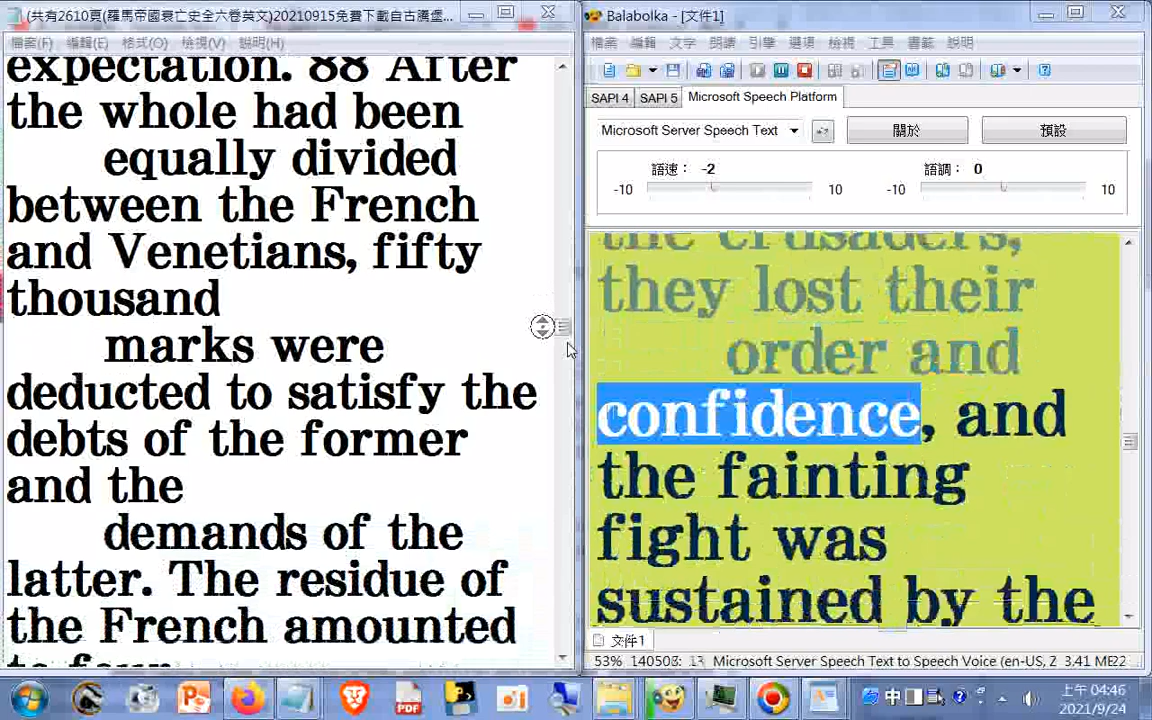 (共有2610頁(羅馬帝國衰亡史全六卷英文)20210915免費下載自古騰堡...
檔案(F) 編輯(E) 格式(O) 檢視(V) 說明(H)
expectation. 88 After
the whole had been
equally divided
between the French
and Venetians, fifty
thousand
marks were
deducted to satisfy the
debts of the former
and the
demands of the
latter. The residue of
the French amounted
to four
Balabolka - [文件1]
檔案 編輯 文字 朗讀 引擎 選項 檢視 工具 書籤 說明
SAPI 4 SAPI 5 Microsoft Speech Platform
Microsoft Server Speech Text 關於 預設
語速： -2 語調： 0
-10 10 -10 10
the crusaders,
they lost their
order and
confidence, and
the fainting
fight was
sustained by the
文件1
53% Microsoft Server Speech Text to Speech Voice (en-US, Z 3.41 ME22
中
上午 04:46
2021/9/24